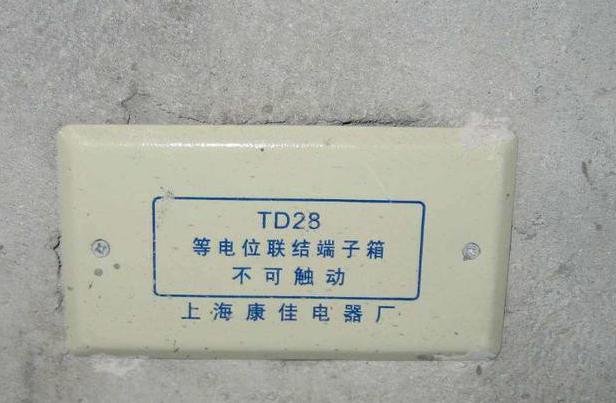 TD28
等电位联结端子箱
不可触动
上海康佳电器厂